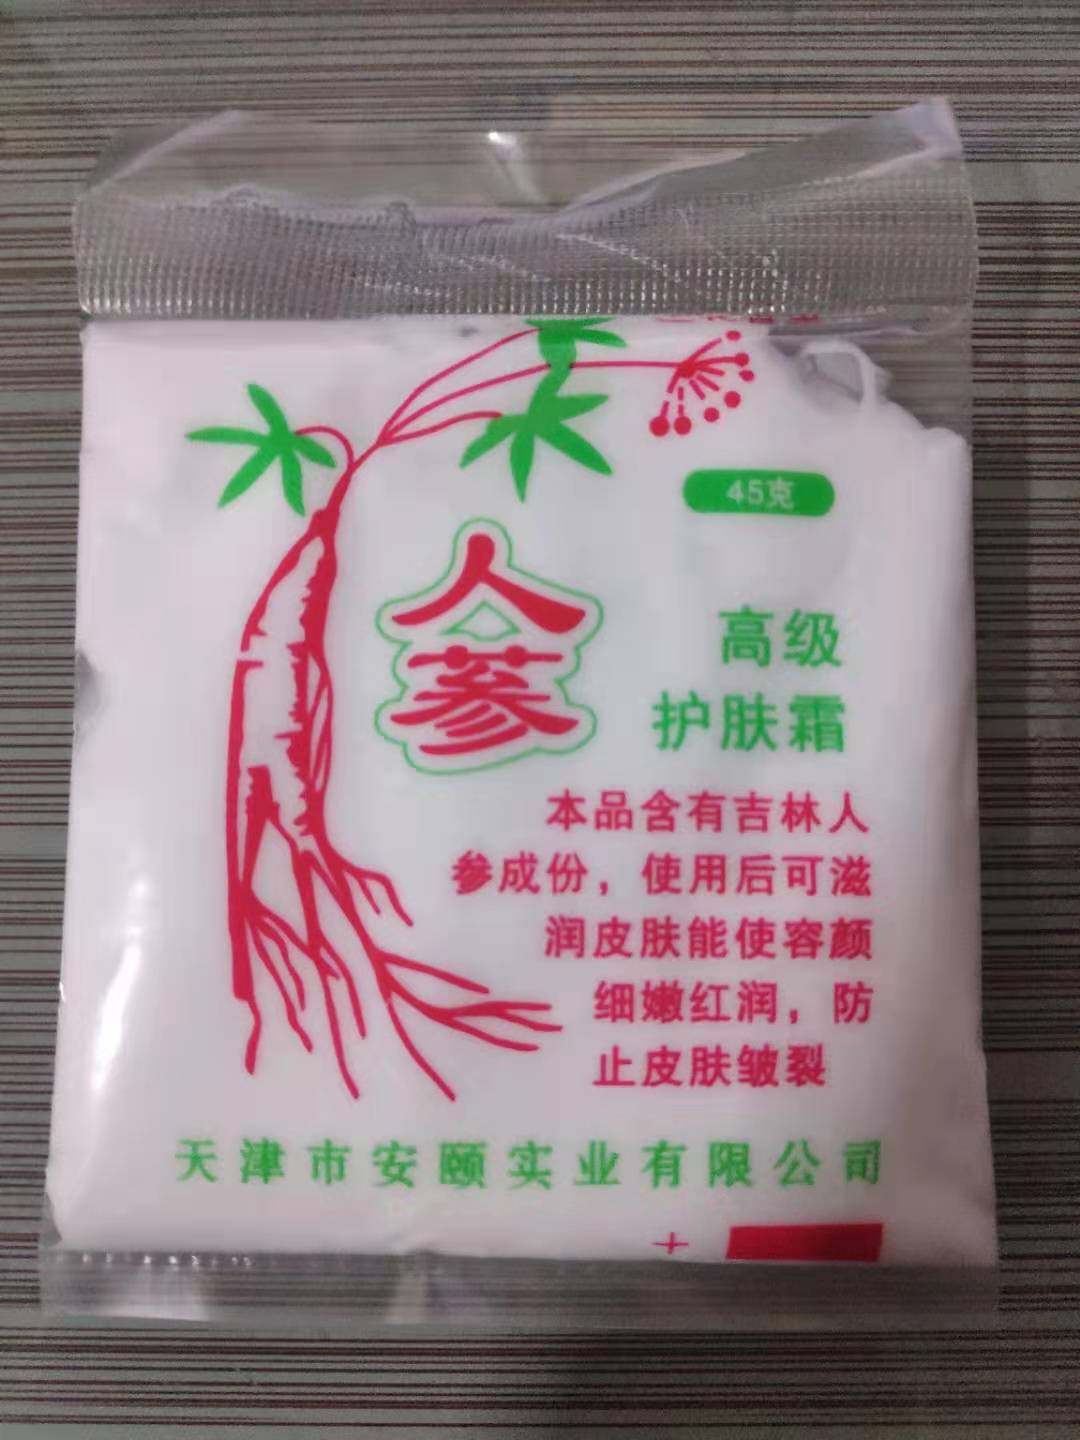 45克
人参
高级
护肤霜
本品含有吉林人
参成份，使用后可滋
润皮肤能使容颜
细嫩红润，防
止皮肤皴裂
天津市安颐实业有限公司